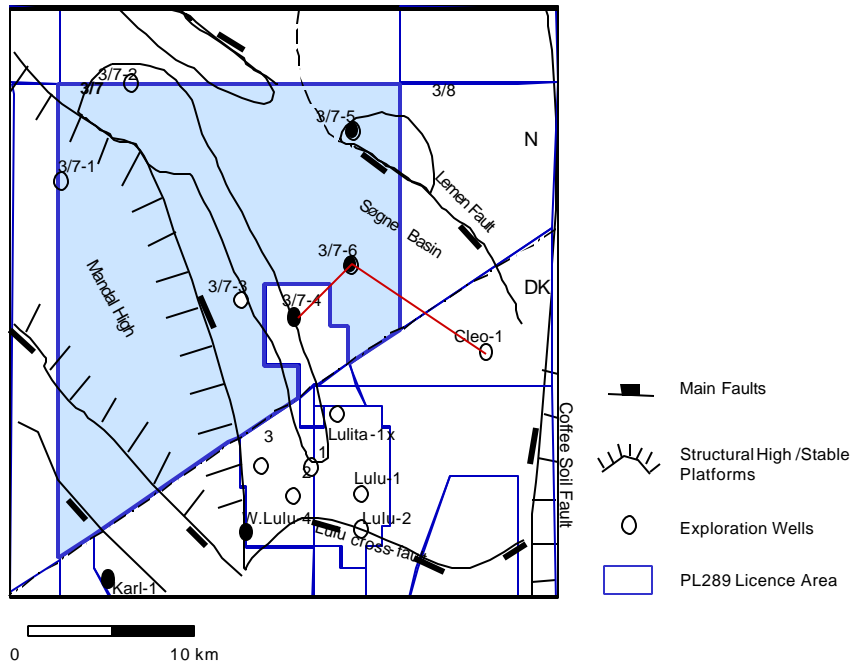 3/7-2
3/7
3/8
3/7-5
N
3/7-1
Lemen Fault
Søgne Basin
3/7-6
Mandal High
3/7-3
3/7-4
DK
Cleo-1
Main Faults
Coffee Soil Fault
Lulita-1x
3
1
2
Structural High /Stable
Platforms
Lulu-1
W.Lulu-4
Lulu-2
Lulu cross-fault
Exploration Wells
Karl-1
PL289 Licence Area
0
10 km